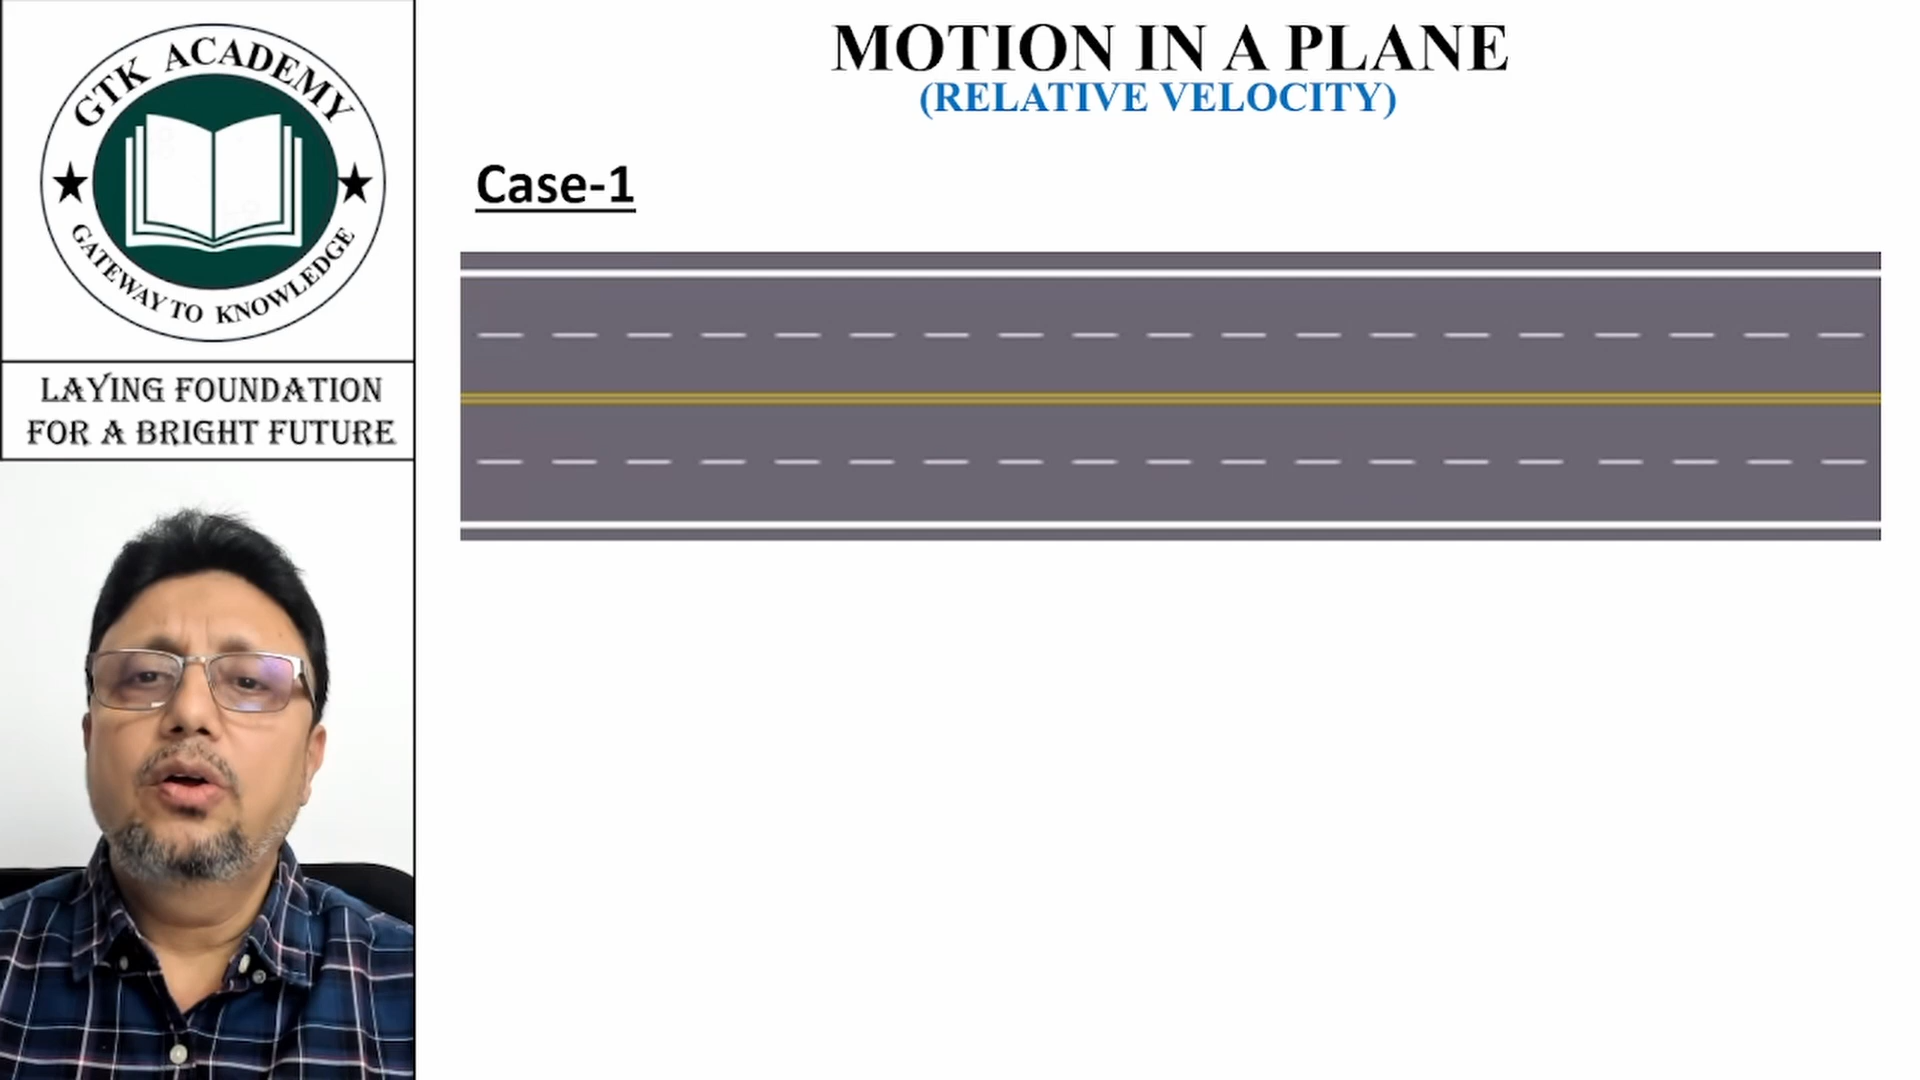 GTK ACADEMY
GATEWAY TO KNOWLEDGE
LAYING FOUNDATION
FOR A BRIGHT FUTURE
MOTION IN A PLANE
(RELATIVE VELOCITY)
Case-1